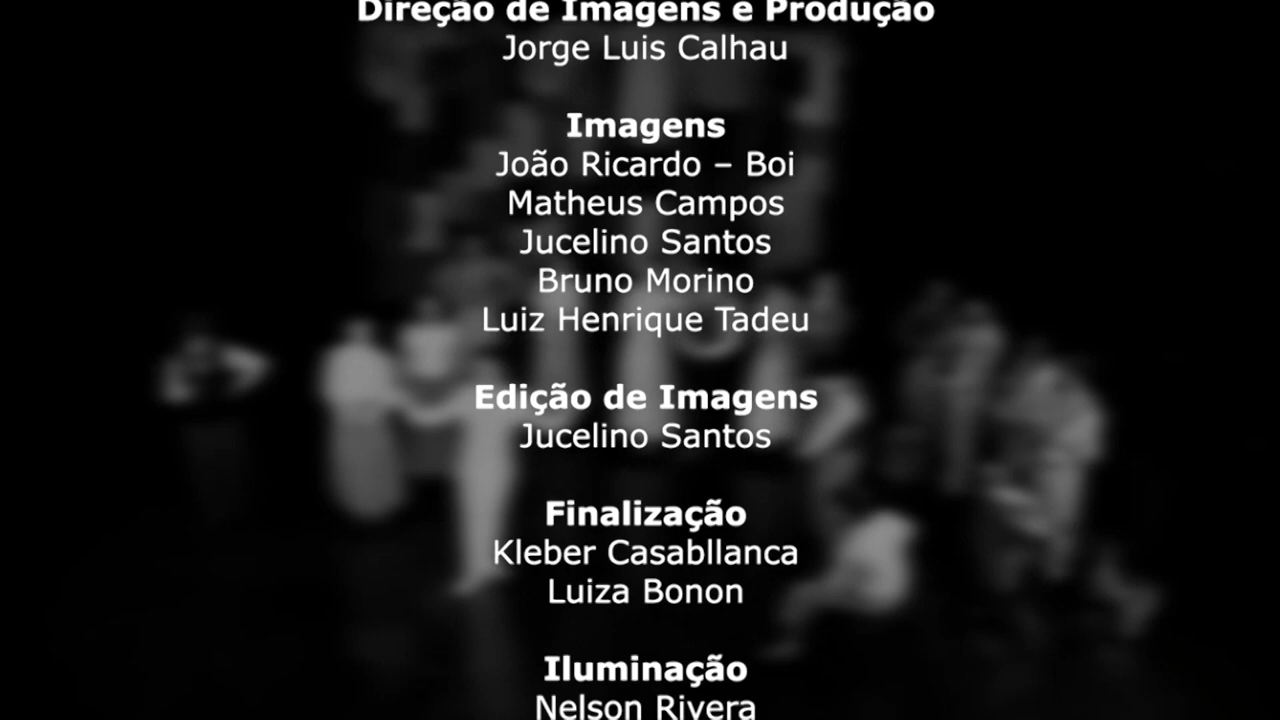 Direção de Imagens e Produção
Jorge Luis Calhau
Imagens
João Ricardo – Boi
Matheus Campos
Jucelino Santos
Bruno Morino
Luiz Henrique Tadeu
Edição de Imagens
Jucelino Santos
Finalização
Kleber Casabllanca
Luiza Bonon
Iluminação
Nelson Rivera